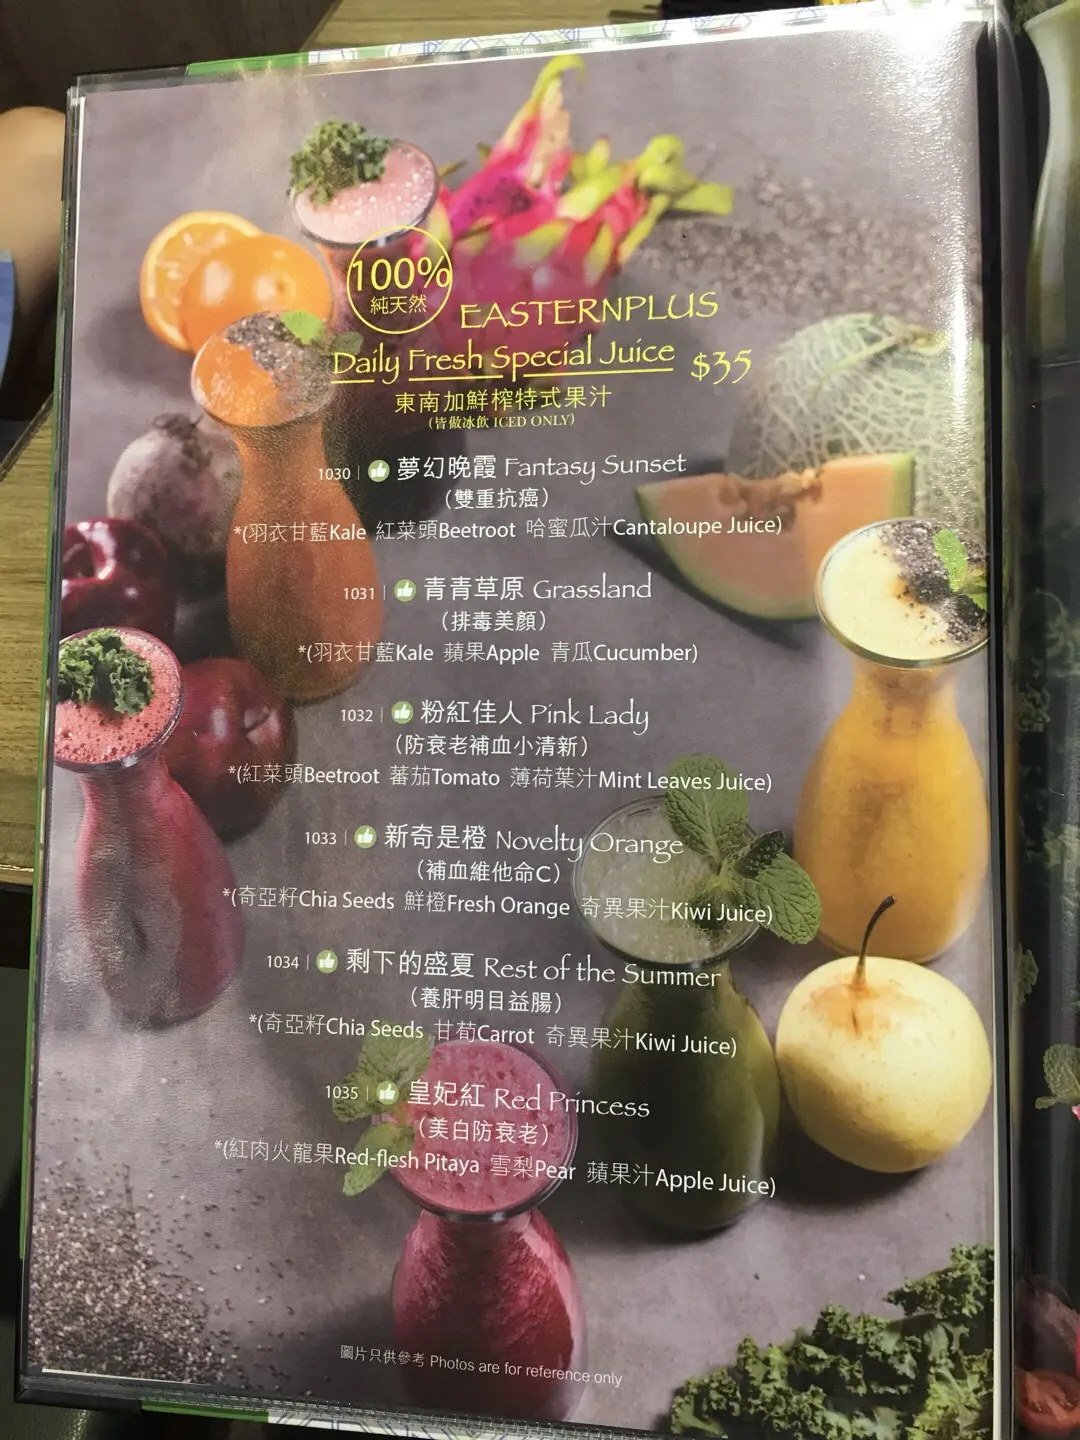 100%
純天然
EASTERNPLUS
Daily Fresh Special Juice $35
東南加鮮榨特式果汁
(皆做冰飲 ICED ONLY)
1030 | 夢幻晚霞 Fantasy Sunset
(雙重抗癌)
*(羽衣甘藍Kale 紅菜頭Beetroot 哈蜜瓜汁Cantaloupe Juice)
1031 | 青青草原 Grassland
(排毒美顏)
*(羽衣甘藍Kale 蘋果Apple 青瓜Cucumber)
1032 | 粉紅佳人 Pink Lady
(防衰老補血小清新)
*(紅菜頭Beetroot 蕃茄Tomato 薄荷葉汁Mint Leaves Juice)
1033 | 新奇是橙 Novelty Orange
(補血維他命C)
*(奇亞籽Chia Seeds 鮮橙Fresh Orange 奇異果汁Kiwi Juice)
1034 | 剩下的盛夏 Rest of the Summer
(養肝明目益腸)
*(奇亞籽Chia Seeds 甘荀Carrot 奇異果汁Kiwi Juice)
1035 | 皇妃紅 Red Princess
(美白防衰老)
*(紅肉火龍果Red-flesh Pitaya 雪梨Pear 蘋果汁Apple Juice)
圖片只供參考 Photos are for reference only